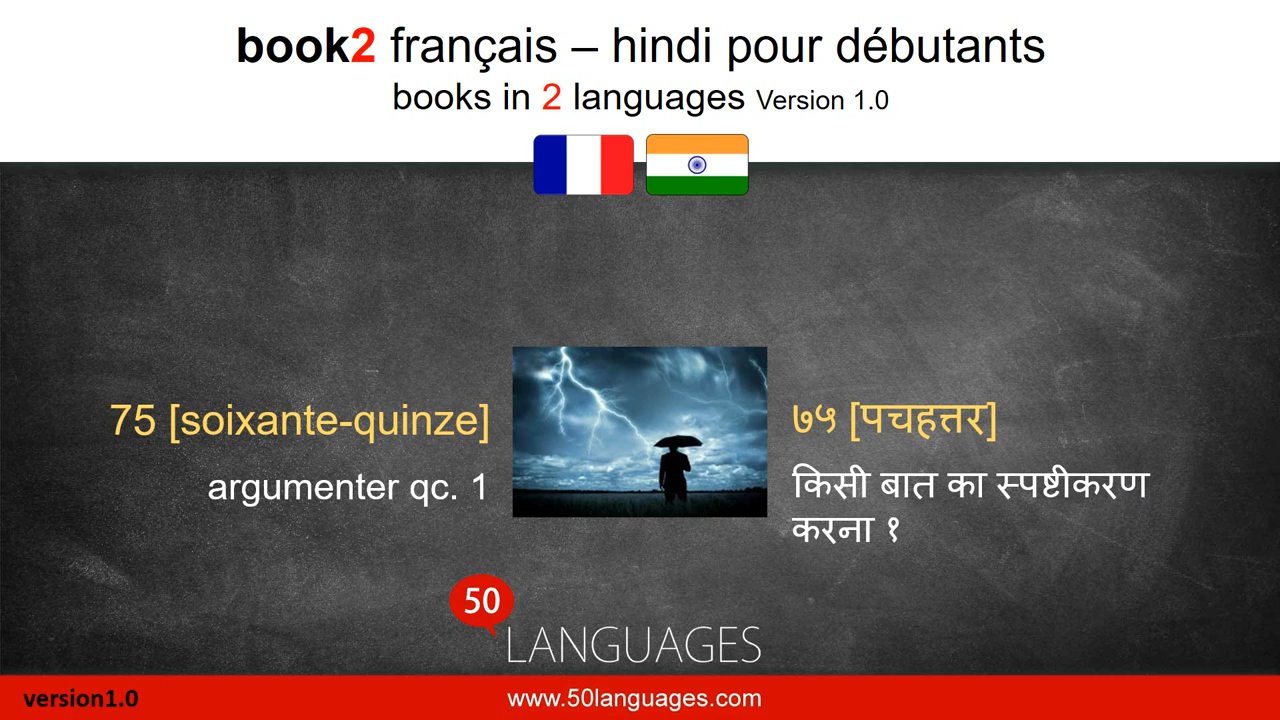 book2 français – hindi pour débutants
books in 2 languages Version 1.0
75 [soixante-quinze]
argumenter qc. 1
७५ [पचहत्तर]
किसी बात का स्पष्टीकरण
करना १
50
LANGUAGES
version1.0
www.50languages.com